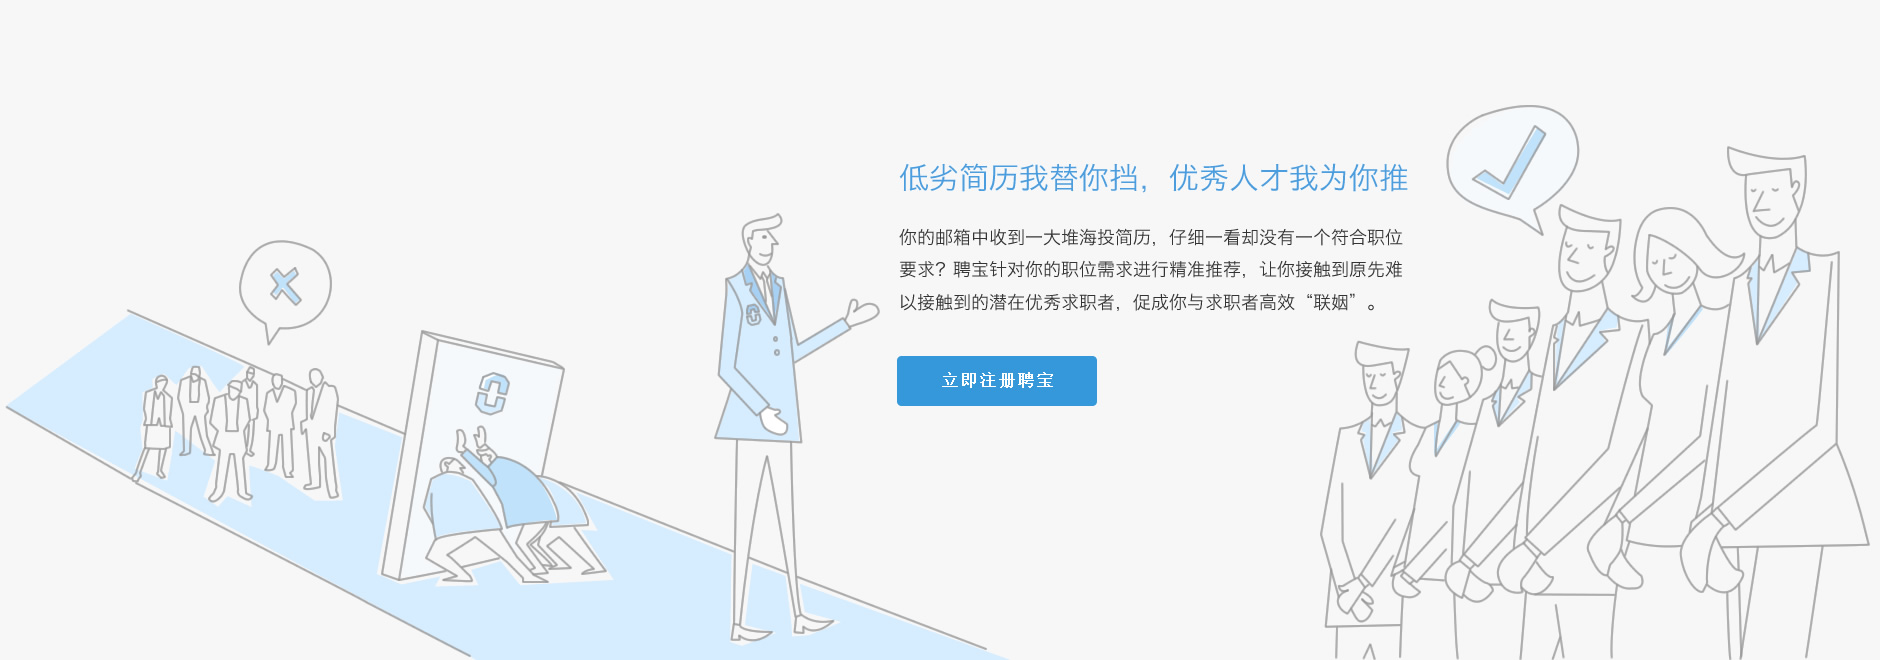 低劣简历我替你挡，优秀人才我为你推
你的邮箱中收到一大堆海投简历，仔细一看却没有一个符合职位
要求？聘宝针对你的职位需求进行精准推荐，让你接触到原先难
以接触到的潜在优秀求职者，促成你与求职者高效“联姻”。
立即注册聘宝